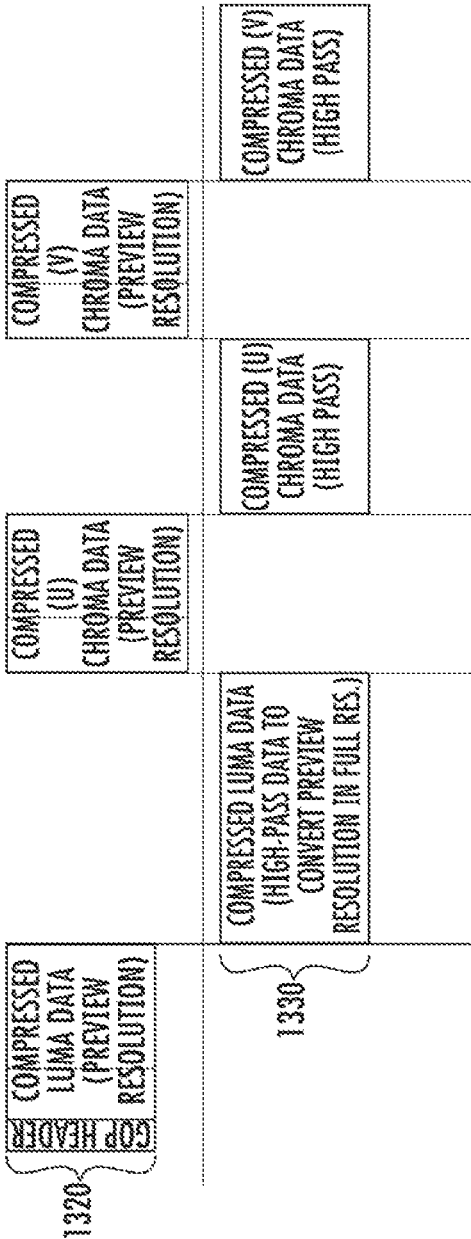 1320
GOP HEADER
COMPRESSED
LUMA DATA
(PREVIEW
RESOLUTION)
COMPRESSED
(U)
CHROMA DATA
(PREVIEW
RESOLUTION)
COMPRESSED
(V)
CHROMA DATA
(PREVIEW
RESOLUTION)
1330
COMPRESSED LUMA DATA
(HIGH-PASS DATA TO
CONVERT PREVIEW
RESOLUTION IN FULL RES.)
COMPRESSED (U)
CHROMA DATA
(HIGH PASS)
COMPRESSED (V)
CHROMA DATA
(HIGH PASS)